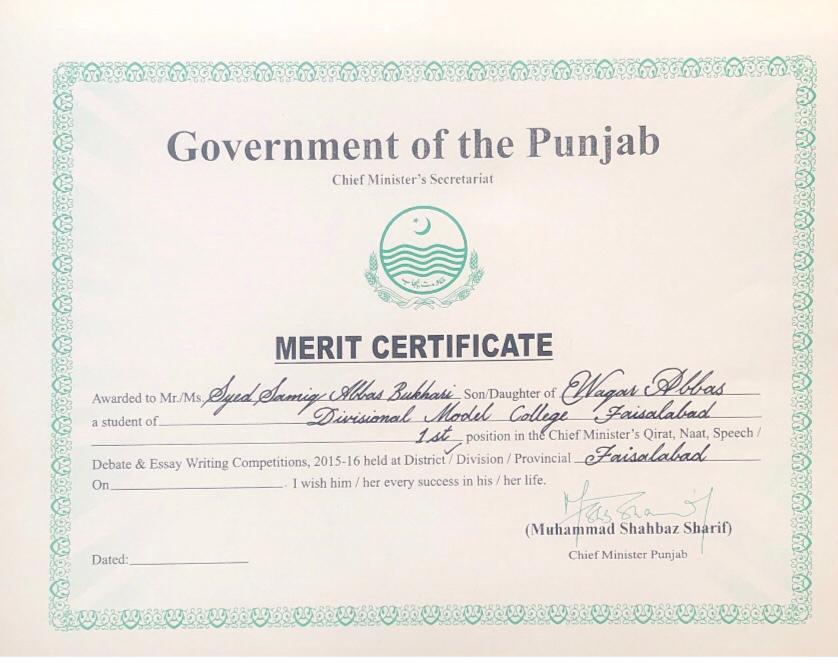 Government of the Punjab
Chief Minister's Secretariat
حکومت پنجاب
MERIT CERTIFICATE
Awarded to Mr./Ms. Syed Samiq Abbas Bukhari Son/Daughter of Waqar Abbas
a student of Divisional Model College Faisalabad
1st position in the Chief Minister's Qirat, Naat, Speech /
Debate & Essay Writing Competitions, 2015-16 held at District / Division / Provincial Faisalabad
On . I wish him / her every success in his / her life.
(Muhammad Shahbaz Sharif)
Chief Minister Punjab
Dated: